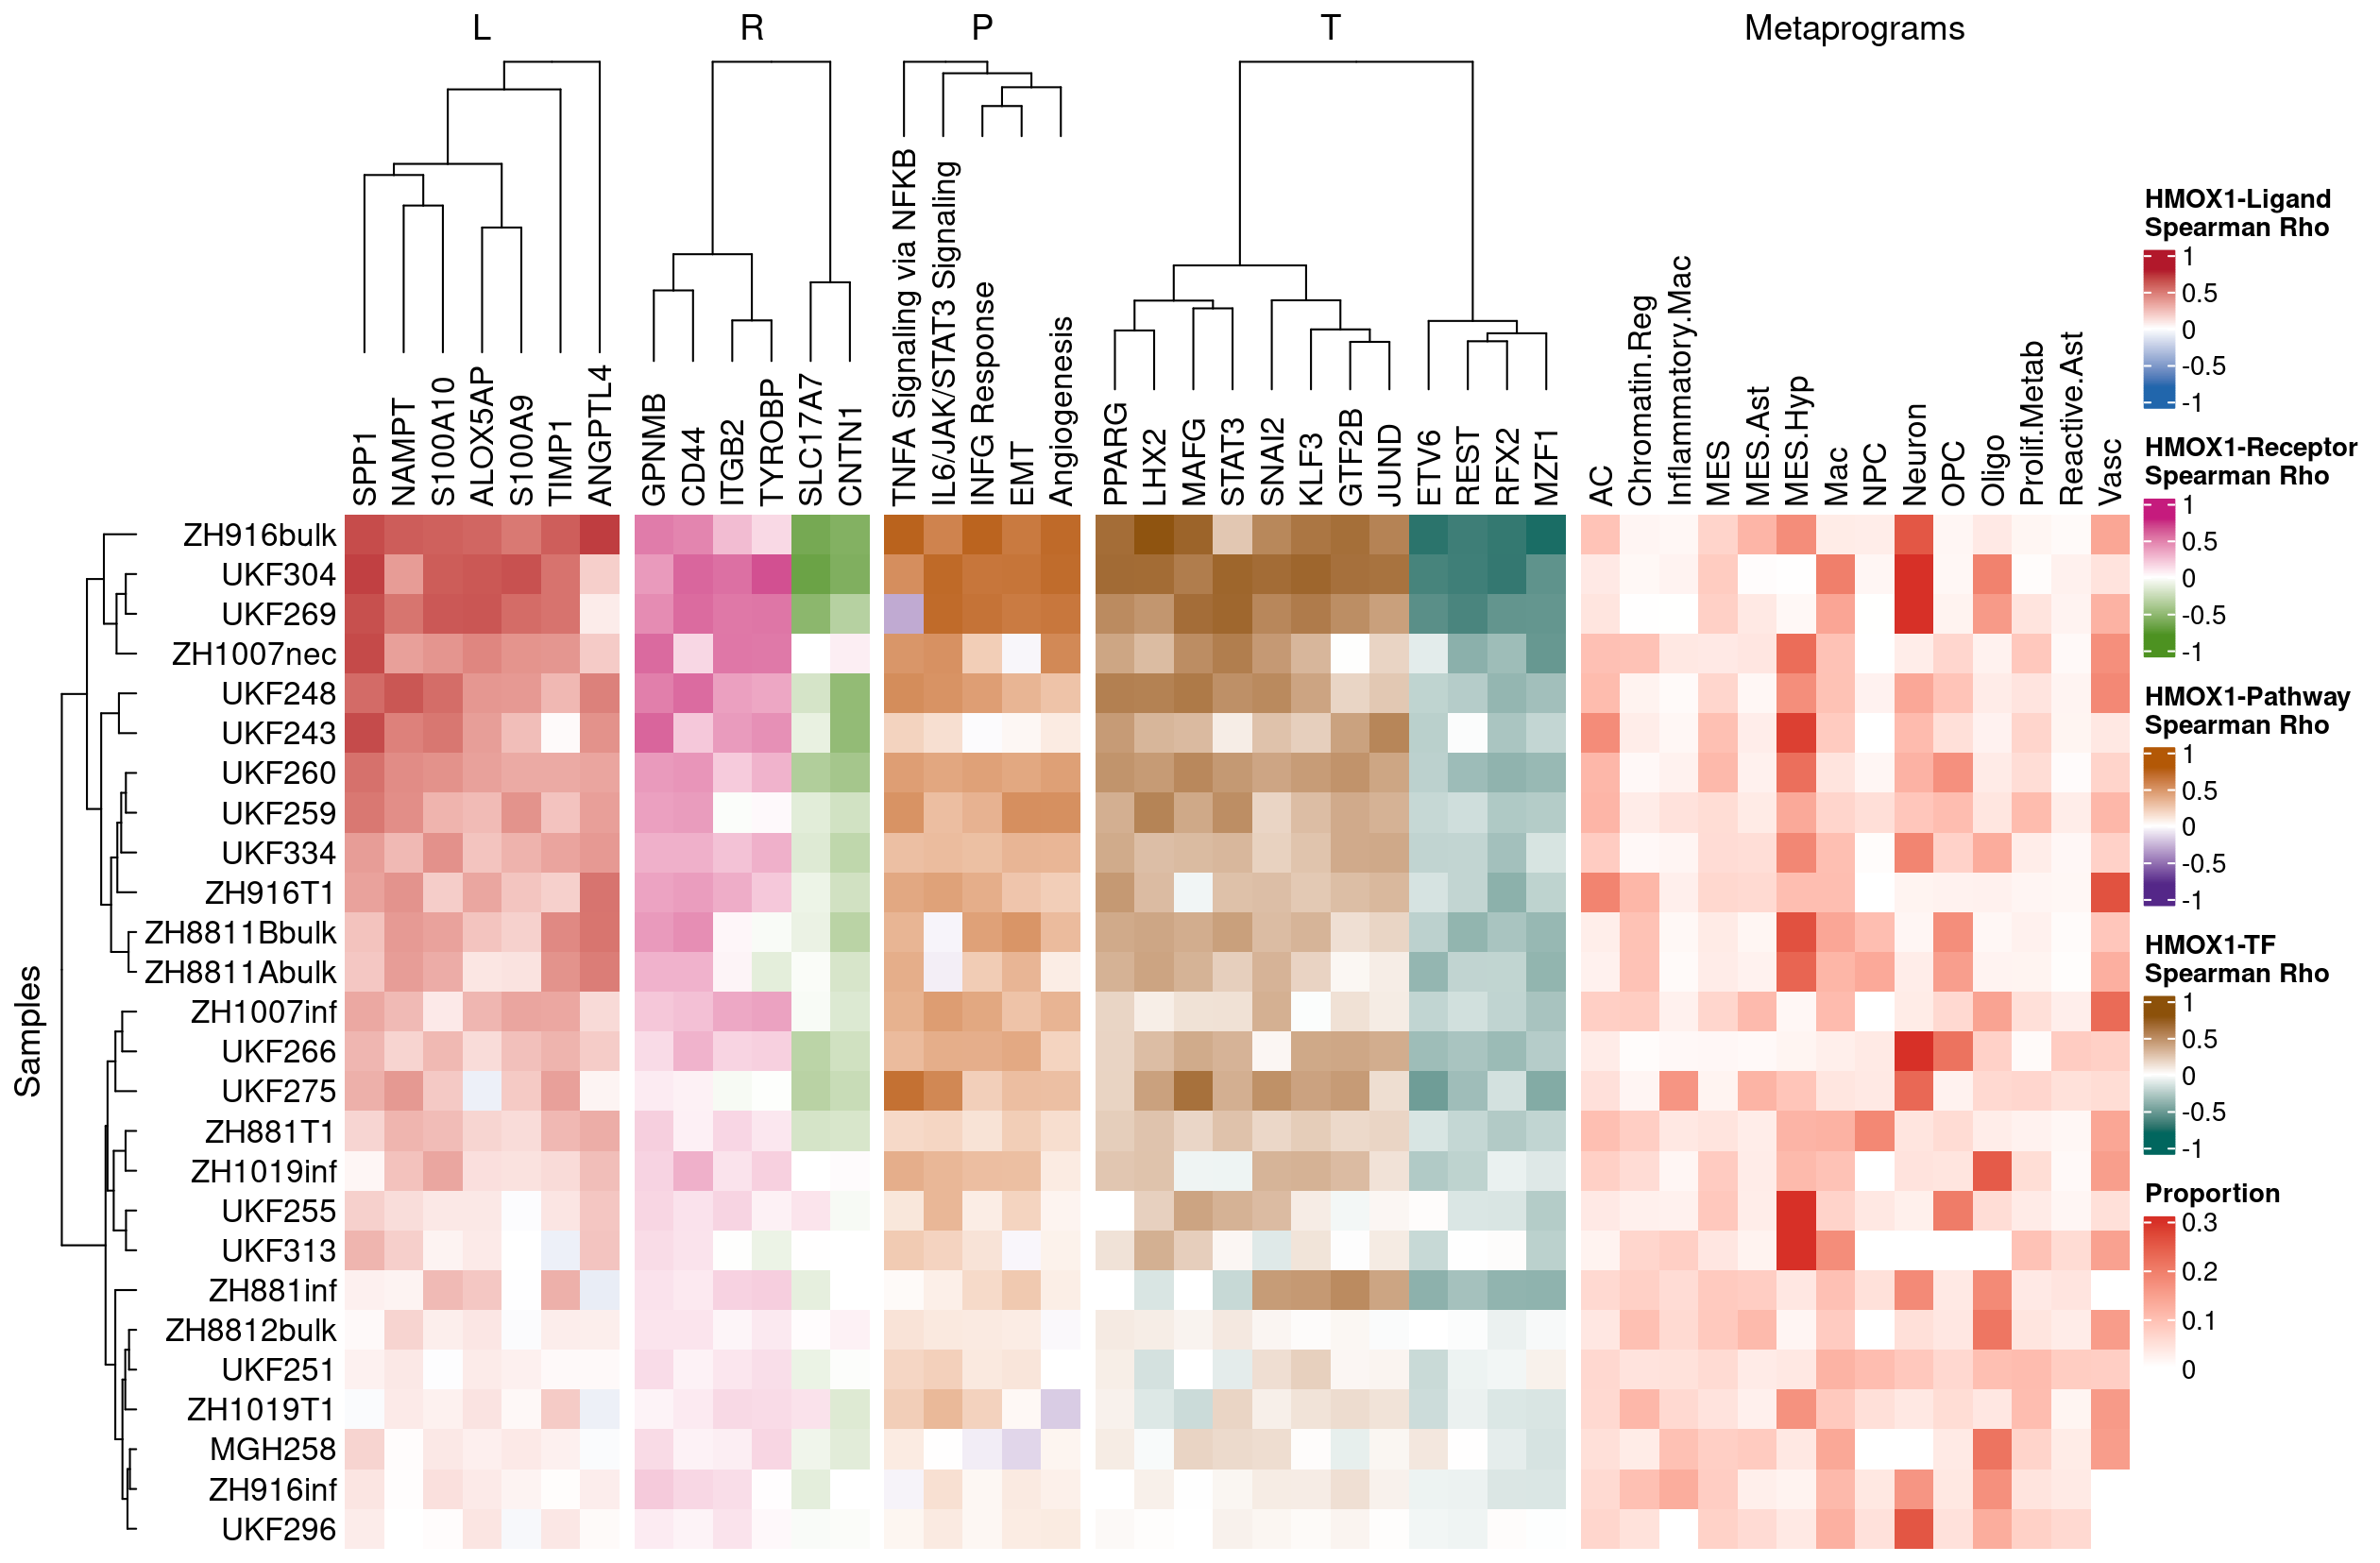 L
R
P
T
Metaprograms
SPP1
NAMPT
S100A10
ALOX5AP
S100A9
TIMP1
ANGPTL4
GPNMB
CD44
ITGB2
TYROBP
SLC17A7
CNTN1
TNFA Signaling via NFKB
IL6/JAK/STAT3 Signaling
INFG Response
EMT
Angiogenesis
PPARG
LHX2
MAFG
STAT3
SNAI2
KLF3
GTF2B
JUND
ETV6
REST
RFX2
MZF1
AC
Chromatin.Reg
Inflammatory.Mac
MES
MES.Ast
MES.Hyp
Mac
NPC
Neuron
OPC
Oligo
Prolif.Metab
Reactive.Ast
Vasc
Samples
ZH916bulk
UKF304
UKF269
ZH1007nec
UKF248
UKF243
UKF260
UKF259
UKF334
ZH916T1
ZH8811Bbulk
ZH8811Abulk
ZH1007inf
UKF266
UKF275
ZH881T1
ZH1019inf
UKF255
UKF313
ZH881inf
ZH8812bulk
UKF251
ZH1019T1
MGH258
ZH916inf
UKF296
HMOX1-Ligand
Spearman Rho
1
0.5
0
-0.5
-1
HMOX1-Receptor
Spearman Rho
1
0.5
0
-0.5
-1
HMOX1-Pathway
Spearman Rho
1
0.5
0
-0.5
-1
HMOX1-TF
Spearman Rho
1
0.5
0
-0.5
-1
Proportion
0.3
0.2
0.1
0